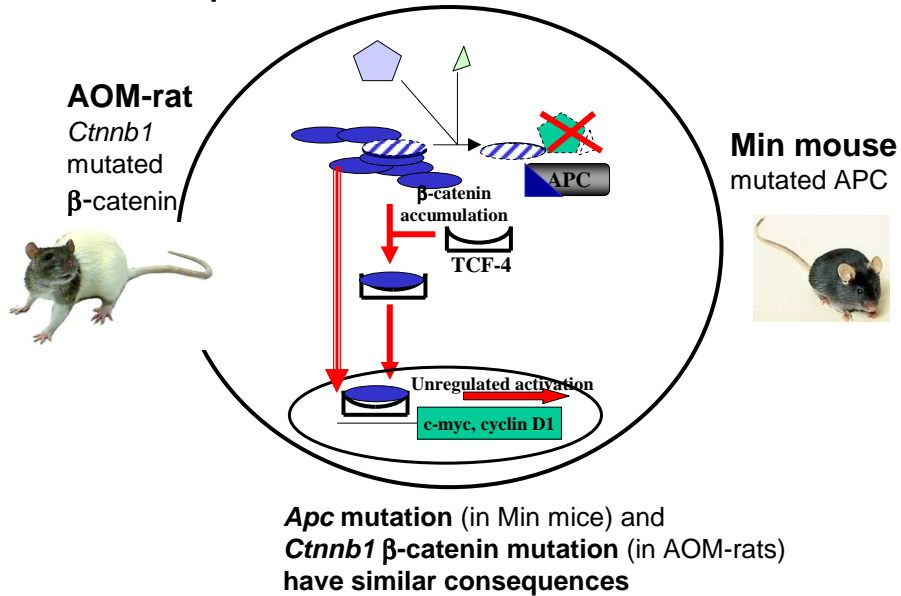 AOM-rat
Ctnnb1
mutated
β-catenin
APC
β-catenin
accumulation
TCF-4
Min mouse
mutated APC
Unregulated activation
c-myc, cyclin D1
Apc mutation (in Min mice) and
Ctnnb1 β-catenin mutation (in AOM-rats)
have similar consequences